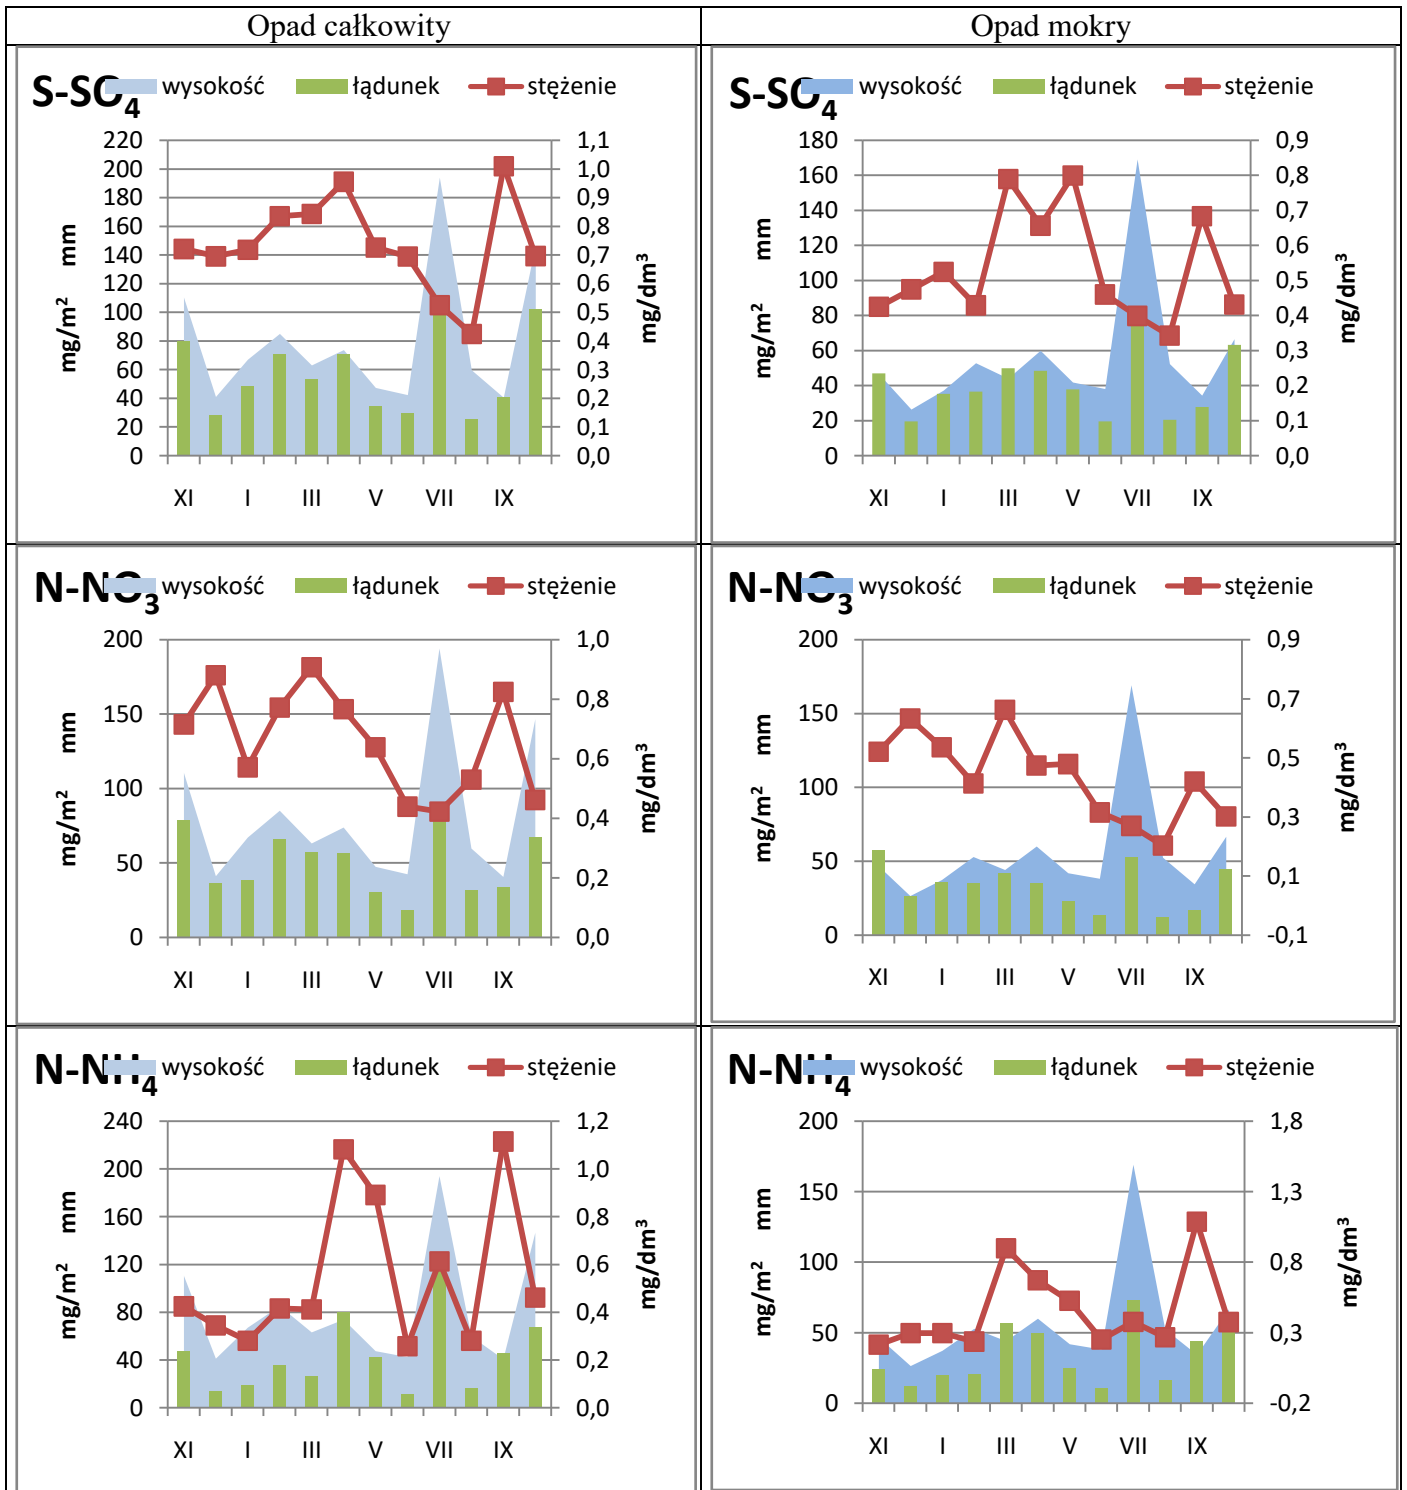 Opad całkowity
Opad mokry
S-SO4
wysokość łądunek stężenie
220
200
180
160
140
120
100
80
60
40
20
0
mg/m² mm
1,1
1,0
0,9
0,8
0,7
0,6
0,5
0,4
0,3
0,2
0,1
0,0
mg/dm³
XI I III V VII IX
S-SO4
wysokość łądunek stężenie
180
160
140
120
100
80
60
40
20
0
mg/m² mm
0,9
0,8
0,7
0,6
0,5
0,4
0,3
0,2
0,1
0,0
mg/dm³
XI I III V VII IX
N-NO3
wysokość łądunek stężenie
200
150
100
50
0
mg/m² mm
1,0
0,8
0,6
0,4
0,2
0,0
mg/dm³
XI I III V VII IX
N-NO3
wysokość łądunek stężenie
200
150
100
50
0
mg/m² mm
0,9
0,7
0,5
0,3
0,1
-0,1
mg/dm³
XI I III V VII IX
N-NH4
wysokość łądunek stężenie
240
200
160
120
80
40
0
mg/m² mm
1,2
1,0
0,8
0,6
0,4
0,2
0,0
mg/dm³
XI I III V VII IX
N-NH4
wysokość łądunek stężenie
200
150
100
50
0
mg/m² mm
1,8
1,3
0,8
0,3
-0,2
mg/dm³
XI I III V VII IX